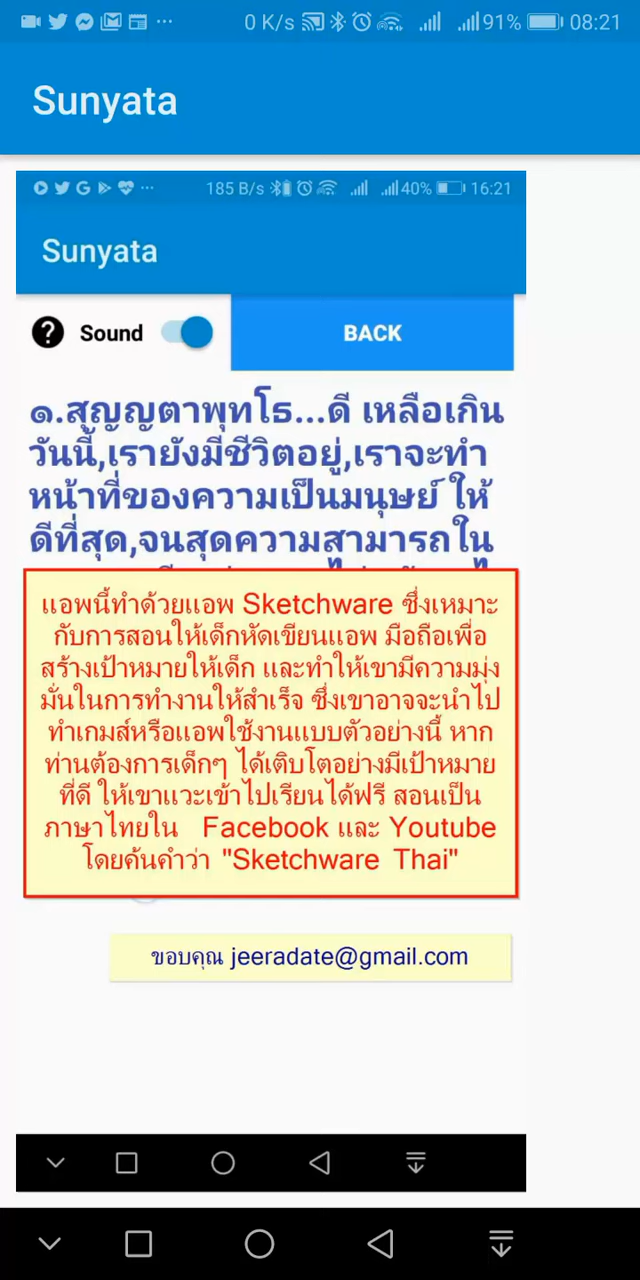 0 K/s 91% 08:21
Sunyata
185 B/s 40% 16:21
Sunyata
Sound BACK
๑.สุญญตาพุทโธ...ดี เหลือเกิน
วันนี้,เรายังมีชีวิตอยู่,เราจะทำ
หน้าที่ของความเป็นมนุษย์ ให้
ดีที่สุด,จนสุดความสามารถใน
แอพนี้ทำด้วยแอพ Sketchware ซึ่งเหมาะ
กับการสอนให้เด็กหัดเขียนแอพ มือถือเพื่อ
สร้างเป้าหมายให้เด็ก และทำให้เขามีความมุ่ง
มั่นในการทำงานให้สำเร็จ ซึ่งเขาอาจจะนำไป
ทำเกมส์หรือแอพใช้งานแบบตัวอย่างนี้ หาก
ท่านต้องการเด็กๆ ได้เติบโตอย่างมีเป้าหมาย
ที่ดี ให้เขาแวะเข้าไปเรียนได้ฟรี สอนเป็น
ภาษาไทยใน Facebook และ Youtube
โดยค้นคำว่า "Sketchware Thai"
ขอบคุณ jeeradate@gmail.com